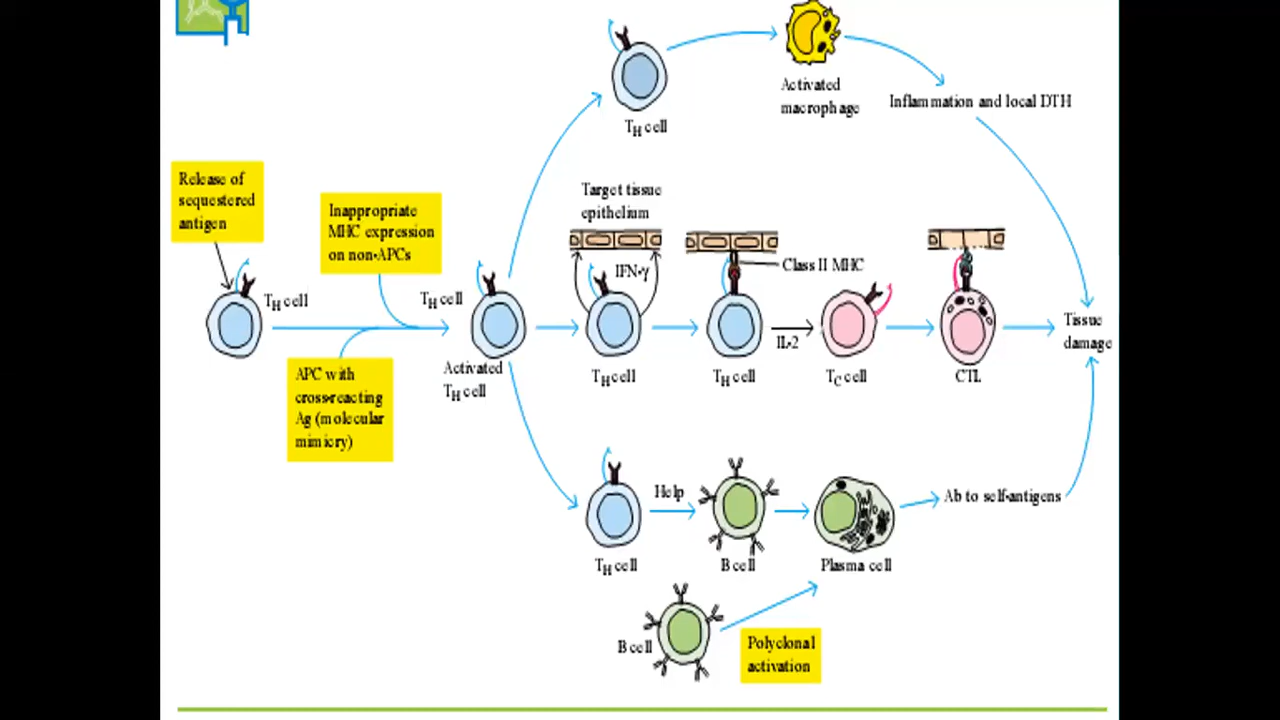 TH cell
Activated
macrophage
Inflammation and local DTH
Release of
sequestered
antigen
TH cell
Inappropriate
MHC expression
on non-APCs
APC with
cross-reacting
Ag (molecular
mimicry)
TH cell
Activated
TH cell
Target tissue
epithelium
IFN-γ
TH cell
Class II MHC
TH cell
IL-2
TC cell
CTL
Tissue
damage
TH cell
Help
B cell
Plasma cell
Ab to self-antigens
B cell
Polyclonal
activation